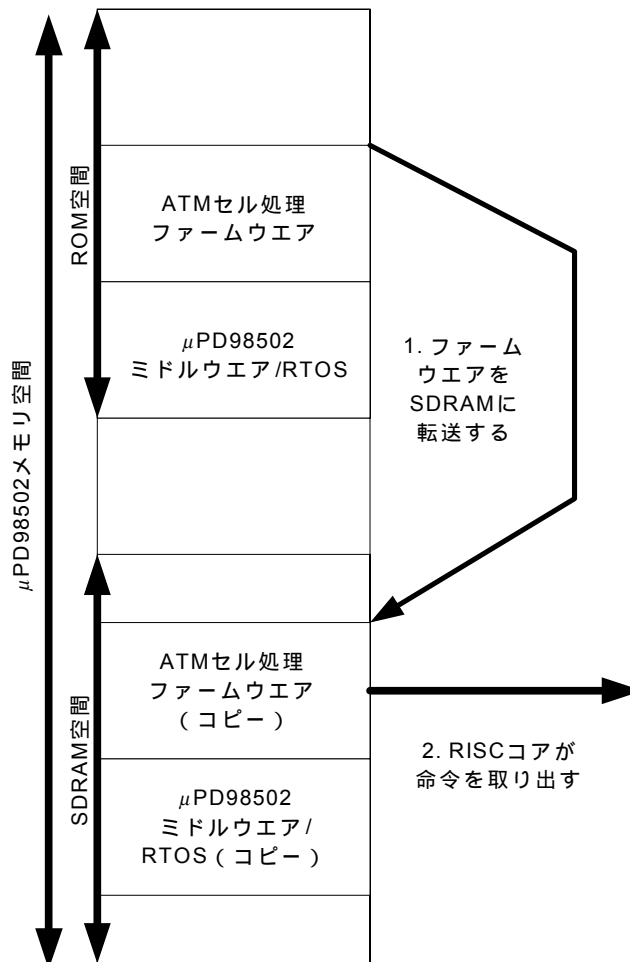 μPD98502メモリ空間
ROM空間
ATMセル処理
ファームウエア
μPD98502
ミドルウエア/RTOS
1. ファーム
ウエアを
SDRAMに
転送する
SDRAM空間
ATMセル処理
ファームウエア
(コピー)
μPD98502
ミドルウエア/
RTOS(コピー)
2. RISCコアが
命令を取り出す